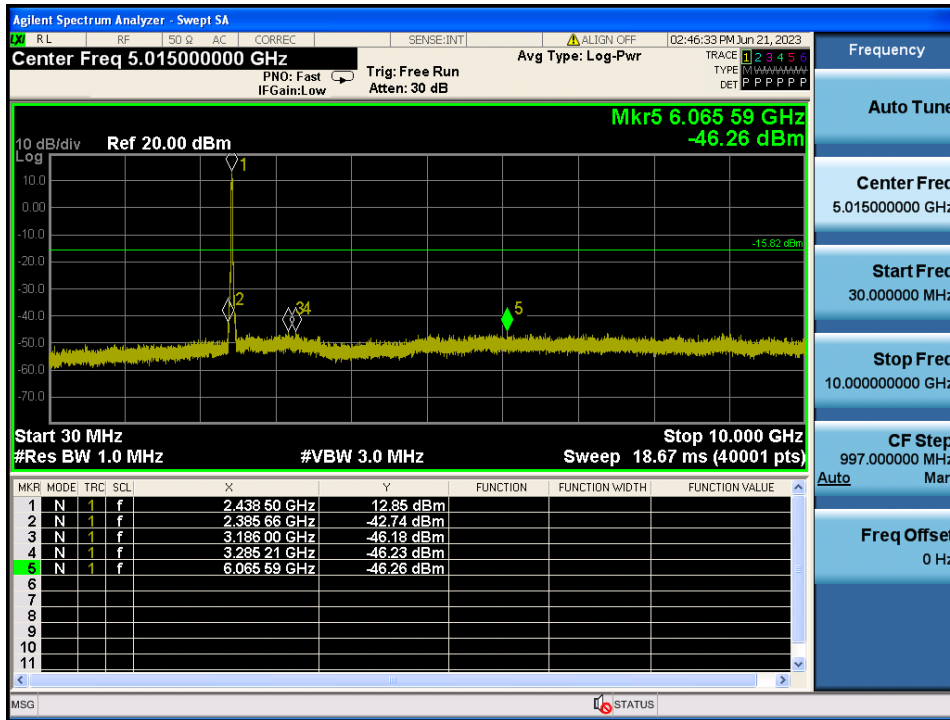 Agilent Spectrum Analyzer - Swept SA
LXI RL RF 50 Ω AC CORREC SENSE:INT ALIGN OFF 02:46:33 PM Jun 21, 2023
Center Freq 5.015000000 GHz
PNO: Fast
IFGain:Low
Trig: Free Run
Atten: 30 dB
Avg Type: Log-Pwr
TRACE 1 2 3 4 5 6
TYPE M W W W W W
DET P P P P P P
Mkr5 6.065 59 GHz
-46.26 dBm
10 dB/div
Log
Ref 20.00 dBm
10.0
0.00
-10.0
-20.0
-30.0
-40.0
-50.0
-60.0
-70.0
1
2
3 4
5
-15.82 dBm
Start 30 MHz Stop 10.000 GHz
#Res BW 1.0 MHz #VBW 3.0 MHz Sweep 18.67 ms (40001 pts)
MKR MODE TRC SCL X Y FUNCTION FUNCTION WIDTH FUNCTION VALUE
1 N 1 f 2.438 50 GHz 12.85 dBm
2 N 1 f 2.385 66 GHz -42.74 dBm
3 N 1 f 3.186 00 GHz -46.18 dBm
4 N 1 f 3.285 21 GHz -46.23 dBm
5 N 1 f 6.065 59 GHz -46.26 dBm
6
7
8
9
10
11
MSG STATUS
Frequency
Auto Tune
Center Freq
5.015000000 GHz
Start Freq
30.000000 MHz
Stop Freq
10.000000000 GHz
CF Step
997.000000 MHz
Auto Man
Freq Offset
0 Hz